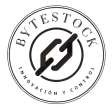 BYTESTOCK
INNOVACIÓN Y CONTROL